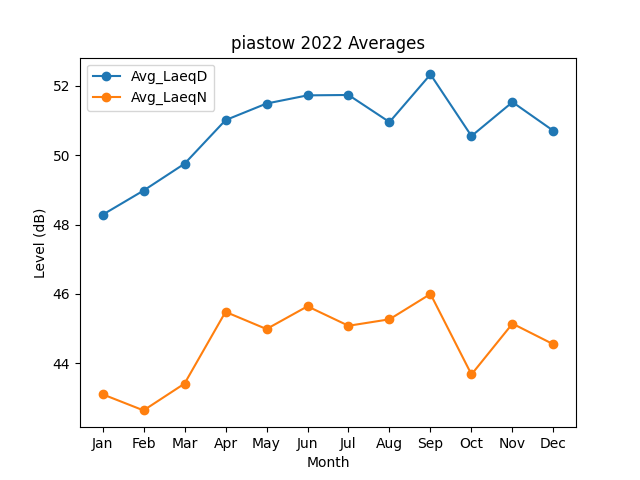 piastow 2022 Averages
Avg_LaeqD
Avg_LaeqN
Level (dB)
52
50
48
46
44
Jan Feb Mar Apr May Jun Jul Aug Sep Oct Nov Dec
Month